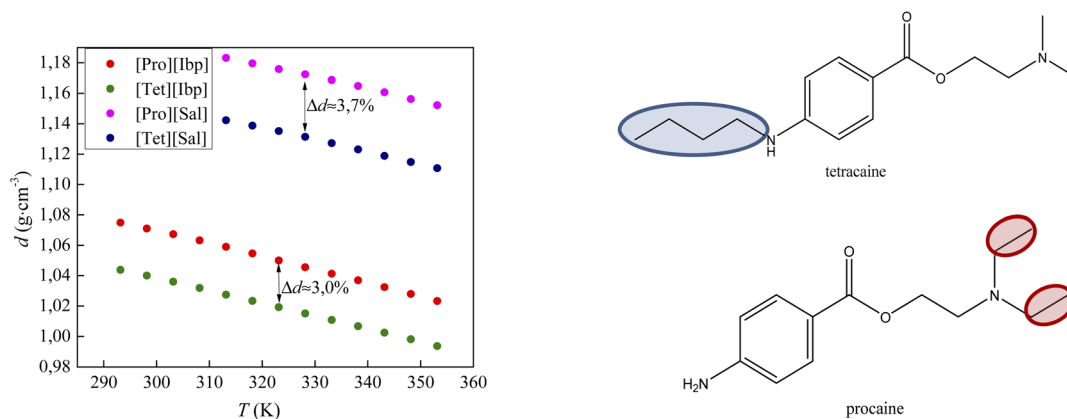 [Pro][Ibp]
[Tet][Ibp]
[Pro][Sal]
[Tet][Sal]
Δd≈3,7%
Δd≈3,0%
1,18
1,16
1,14
1,12
1,10
1,08
1,06
1,04
1,02
1,00
0,98
d (g·cm⁻³)
290 300 310 320 330 340 350 360
T (K)
O
O
N
N
H
tetracaine
O
O
N
H₂N
procaine